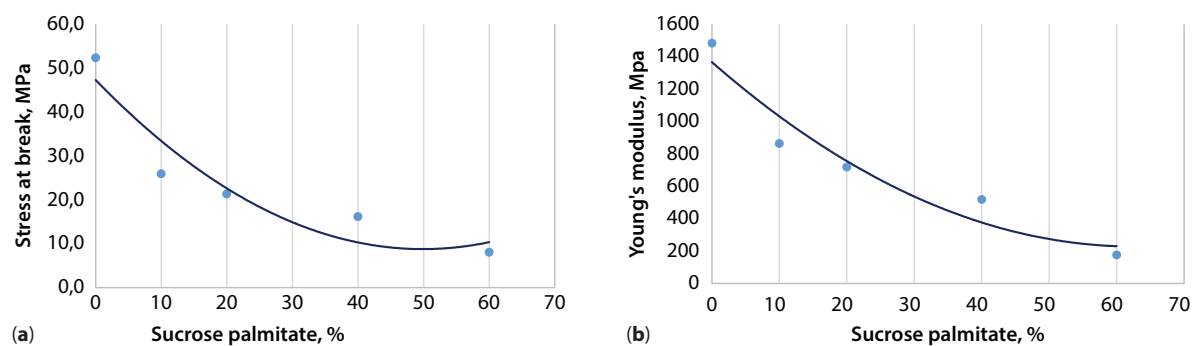 60,0
50,0
40,0
30,0
20,0
10,0
0,0
Stress at break, MPa
0 10 20 30 40 50 60 70
(a) Sucrose palmitate, %
1600
1400
1200
1000
800
600
400
200
0
Young's modulus, Mpa
0 10 20 30 40 50 60 70
(b) Sucrose palmitate, %